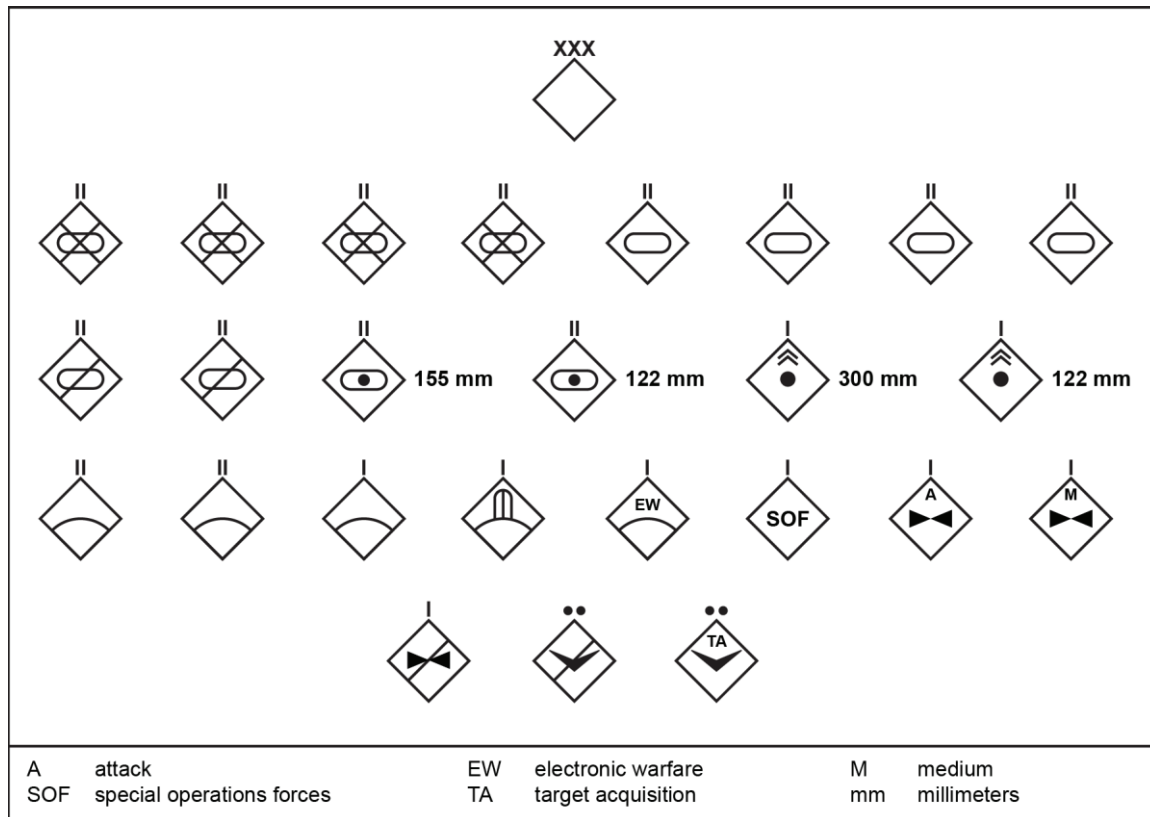 XXX
II II II II II II II II
II II II 155 mm II 122 mm I 300 mm I 122 mm
II II I I I EW I SOF I A I M
I TA
A attack EW electronic warfare M medium
SOF special operations forces TA target acquisition mm millimeters